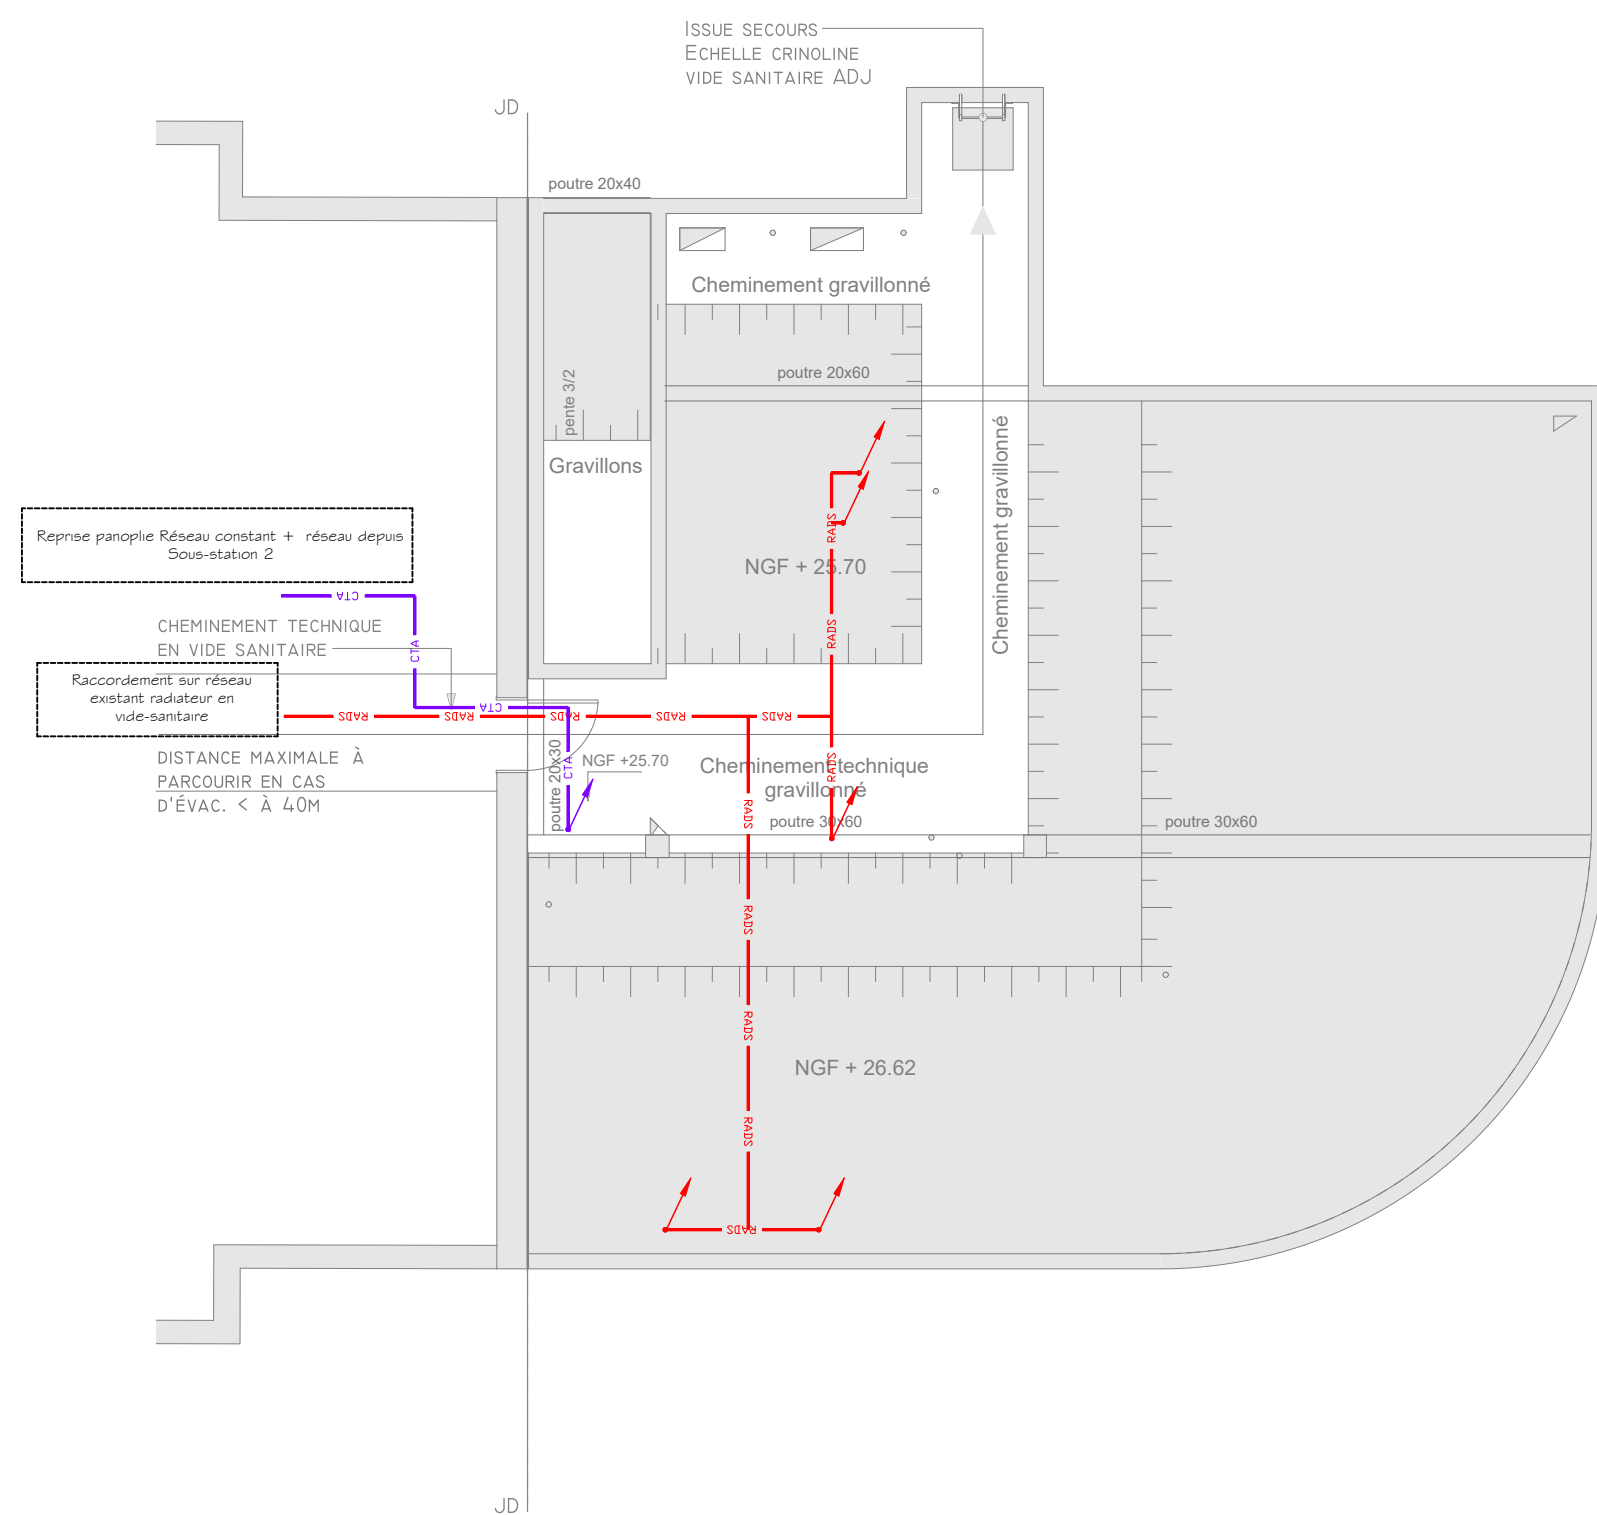 ISSUE SECOURS
ECHELLE CRINOLINE
VIDE SANITAIRE ADJ
JD
poutre 20x40
Cheminement gravillonné
poutre 20x60
pente 3/2
Gravillons
Cheminement gravillonné
RADS
Reprise panoplie Réseau constant + réseau depuis
Sous-station 2
NGF + 25.70
CTA
CHEMINEMENT TECHNIQUE
EN VIDE SANITAIRE
CTA
RADS
Raccordement sur réseau
existant radiateur en
vide-sanitaire
CTA
RADS
RADS
RADS
RADS
RADS
DISTANCE MAXIMALE À
PARCOURIR EN CAS
D'ÉVAC. < À 40M
poutre 20x30
CTA
NGF +25.70
Cheminement technique
gravillonné
RADS
RADS
poutre 30x60
poutre 30x60
RADS
RADS
NGF + 26.62
RADS
RADS
JD